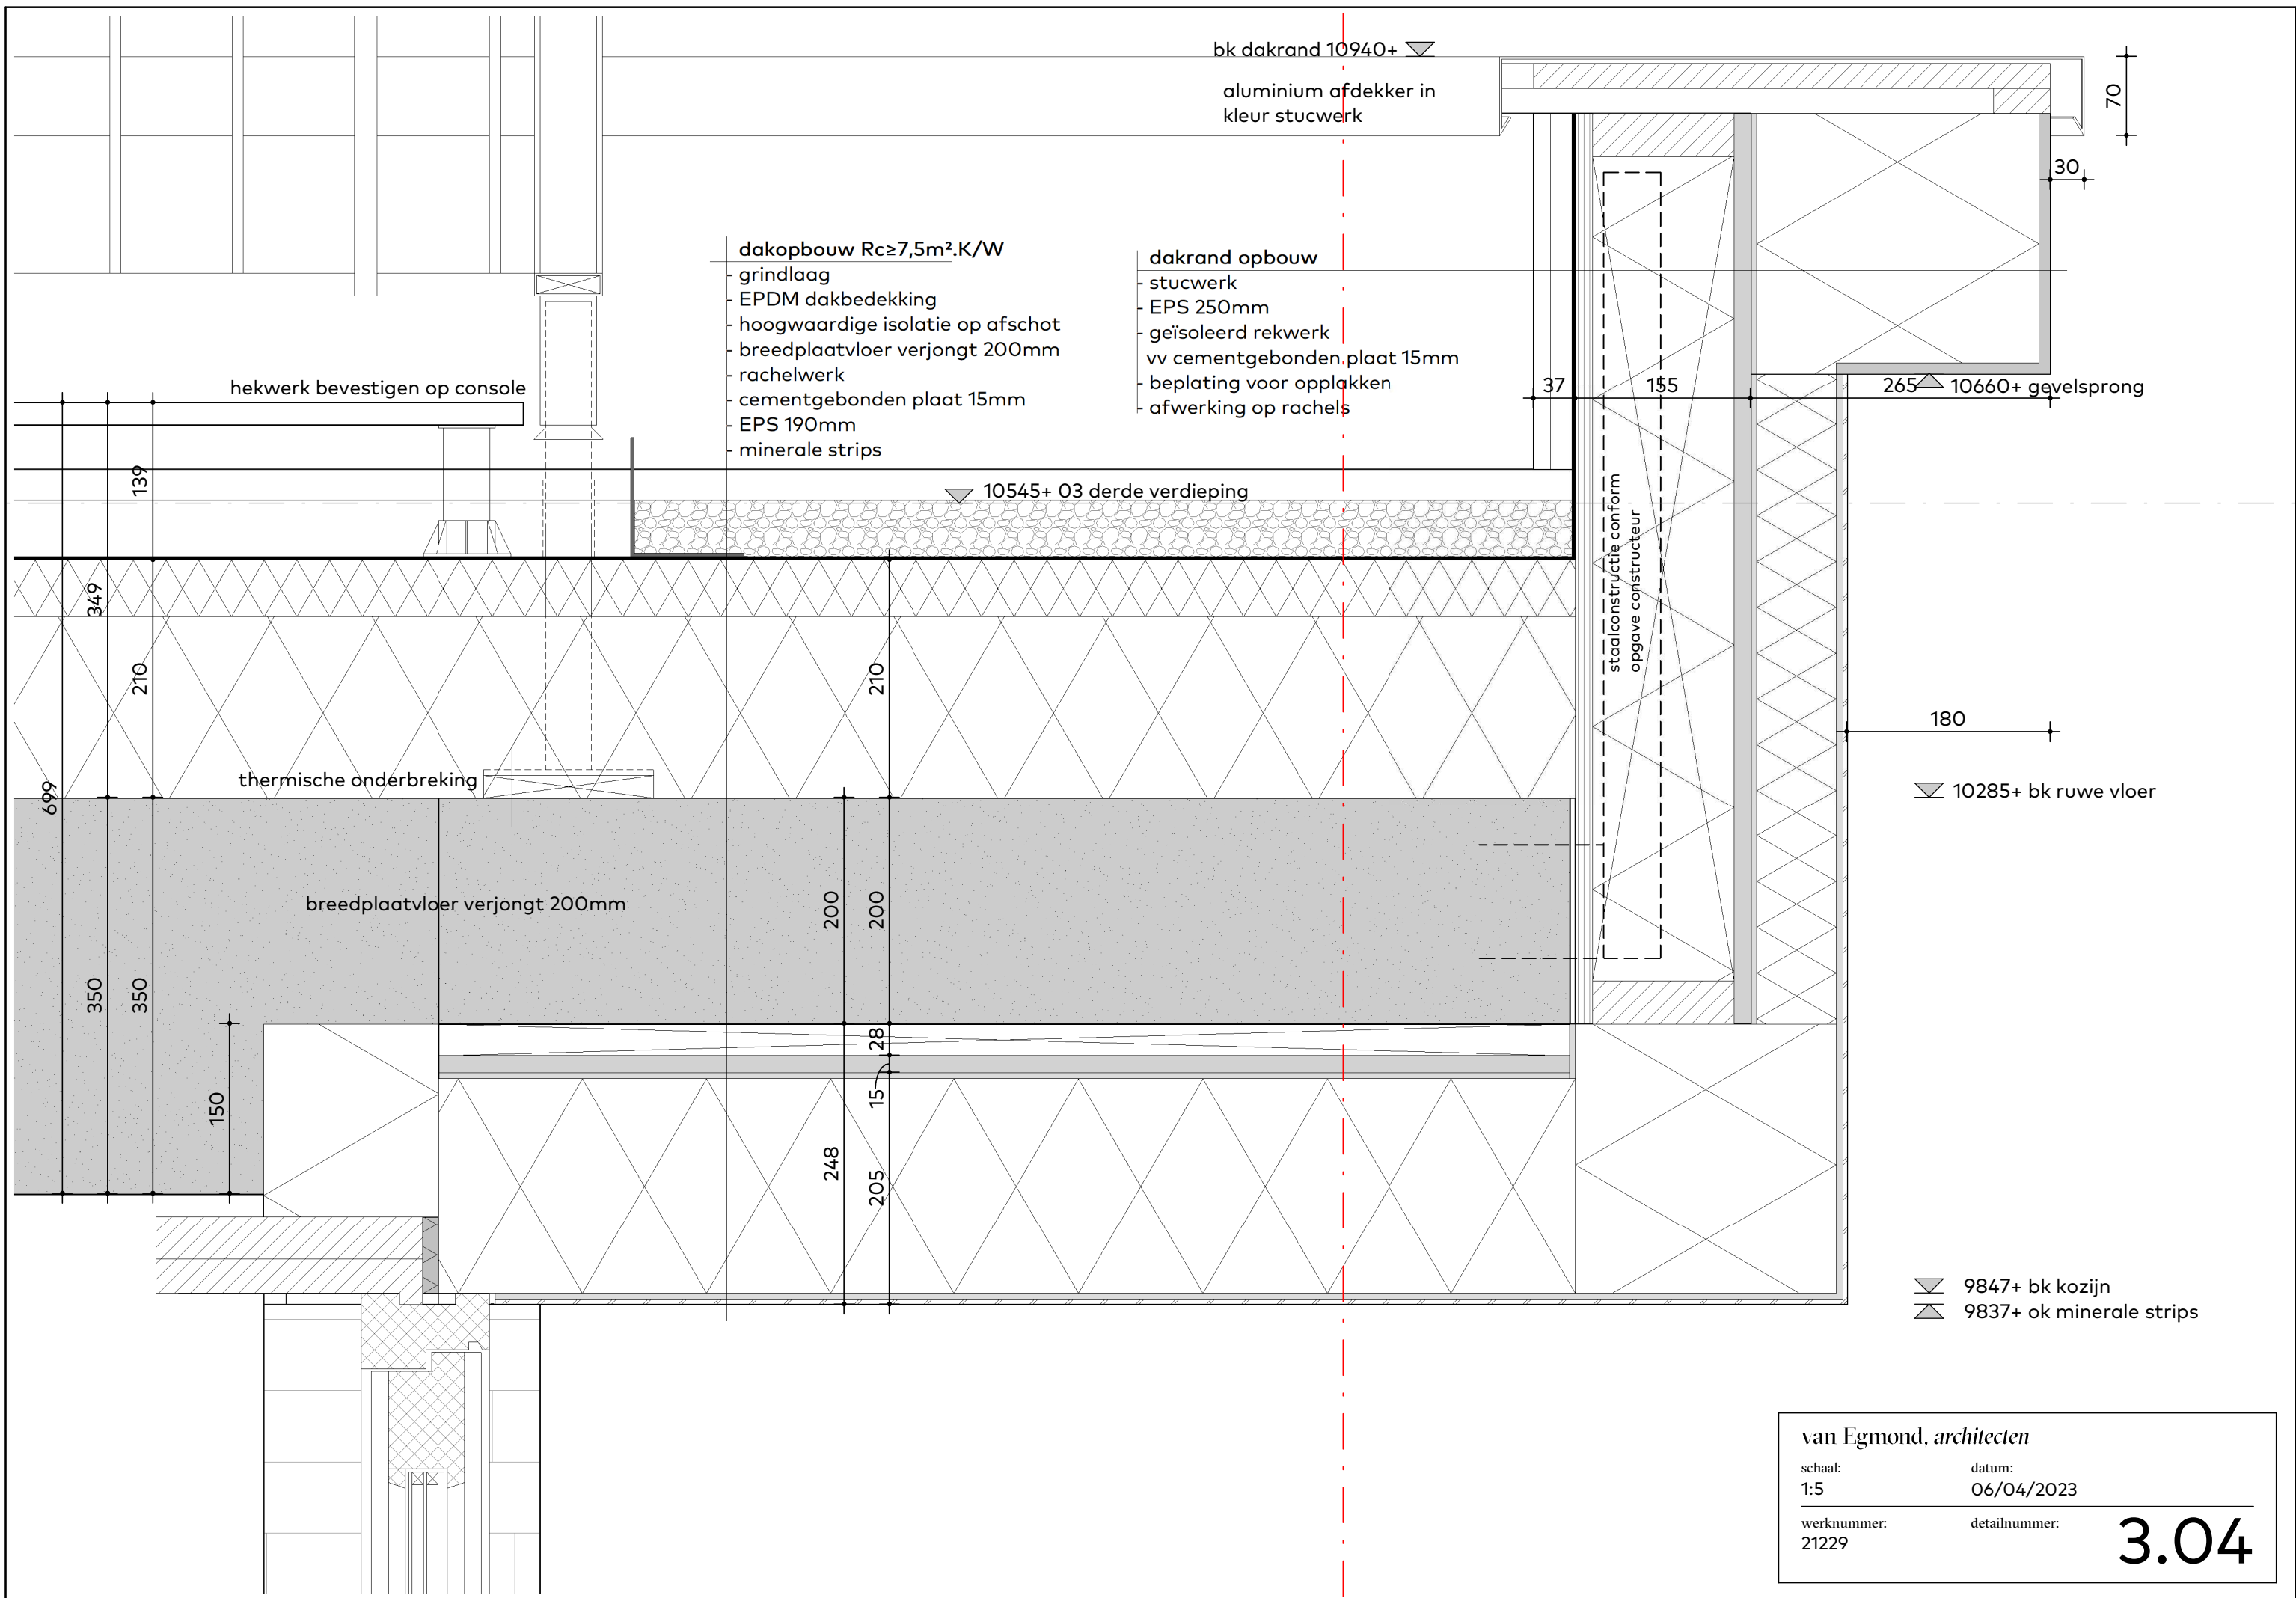 bk dakrand 10940+
aluminium afdekker in
kleur stucwerk
70
30
dakopbouw Rc≥7,5m².K/W
- grindlaag
- EPDM dakbedekking
- hoogwaardige isolatie op afschot
- breedplaatvloer verjongt 200mm
- rachelwerk
- cementgebonden plaat 15mm
- EPS 190mm
- minerale strips
dakrand opbouw
- stucwerk
- EPS 250mm
- geïsoleerd rekwerk
vv cementgebonden plaat 15mm
- beplating voor opplakken
- afwerking op rachels
hekwerk bevestigen op console
37
155
265
10660+ gevelsprong
139
10545+ 03 derde verdieping
staalconstructie conform
opgave constructeur
349
210
210
180
thermische onderbreking
699
10285+ bk ruwe vloer
breedplaatvloer verjongt 200mm
200
200
350
350
28
150
15
248
205
9847+ bk kozijn
9837+ ok minerale strips
van Egmond, architecten
schaal:
1:5
datum:
06/04/2023
werknummer:
21229
detailnummer:
3.04